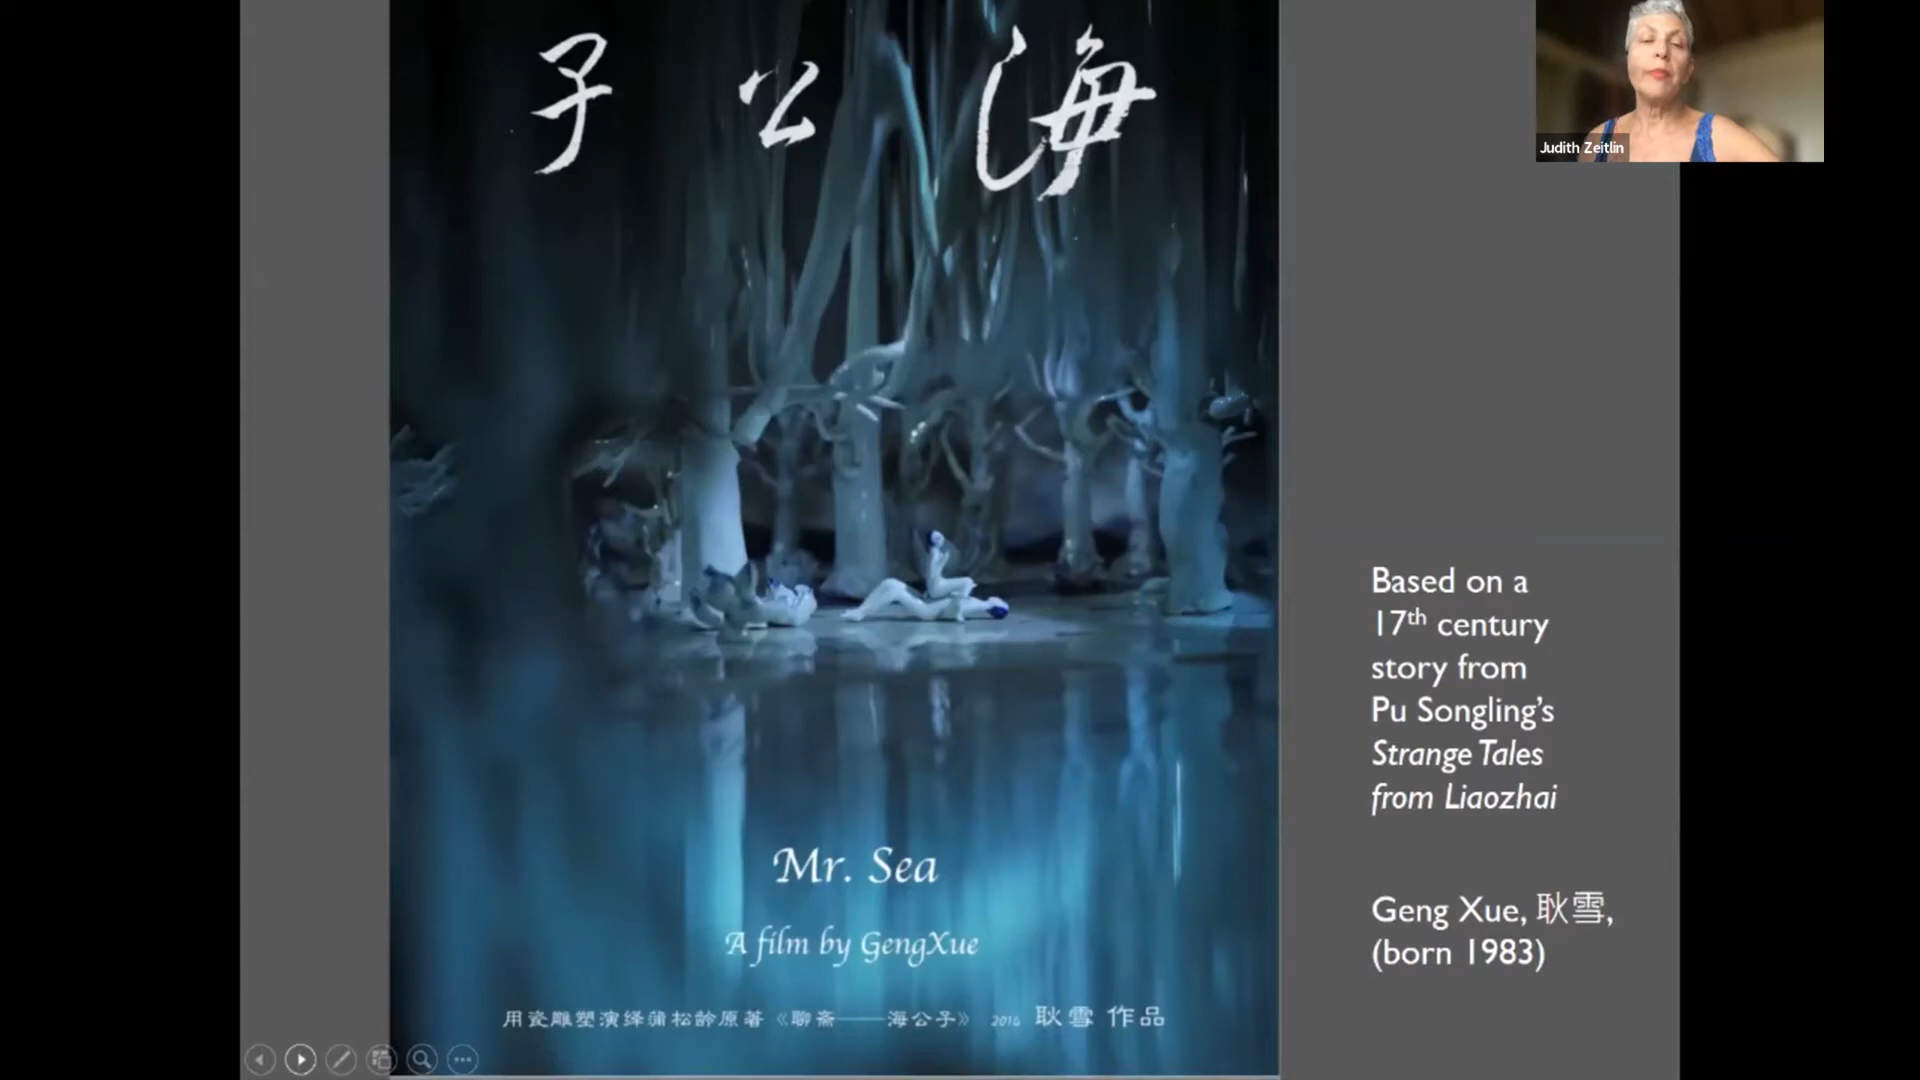 子 公 海
Judith Zeitlin
Based on a
17th century
story from
Pu Songling's
Strange Tales
from Liaozhai
Mr. Sea
A film by GengXue
Geng Xue, 耿雪,
(born 1983)
用瓷雕塑演绎蒲松龄原著《聊斋——海公子》 2016 耿雪 作品